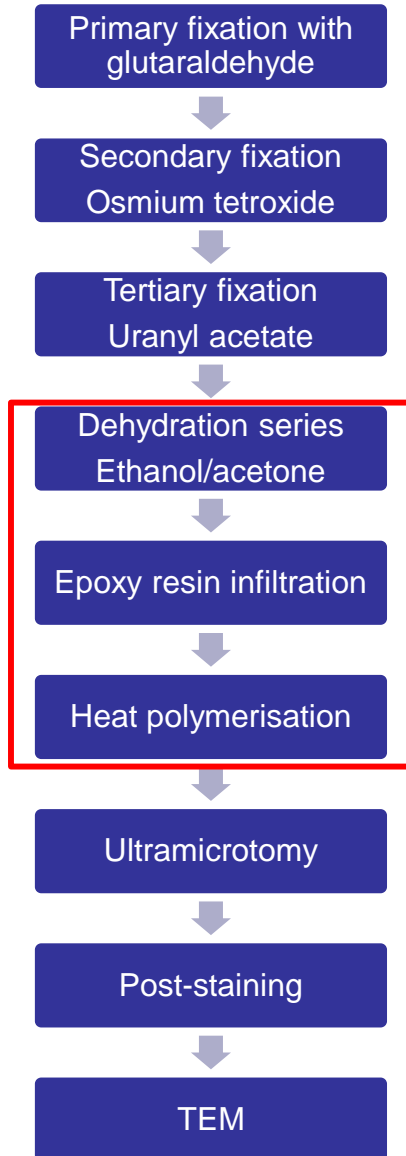 Primary fixation with
glutaraldehyde
Secondary fixation
Osmium tetroxide
Tertiary fixation
Uranyl acetate
Dehydration series
Ethanol/acetone
Epoxy resin infiltration
Heat polymerisation
Ultramicrotomy
Post-staining
TEM